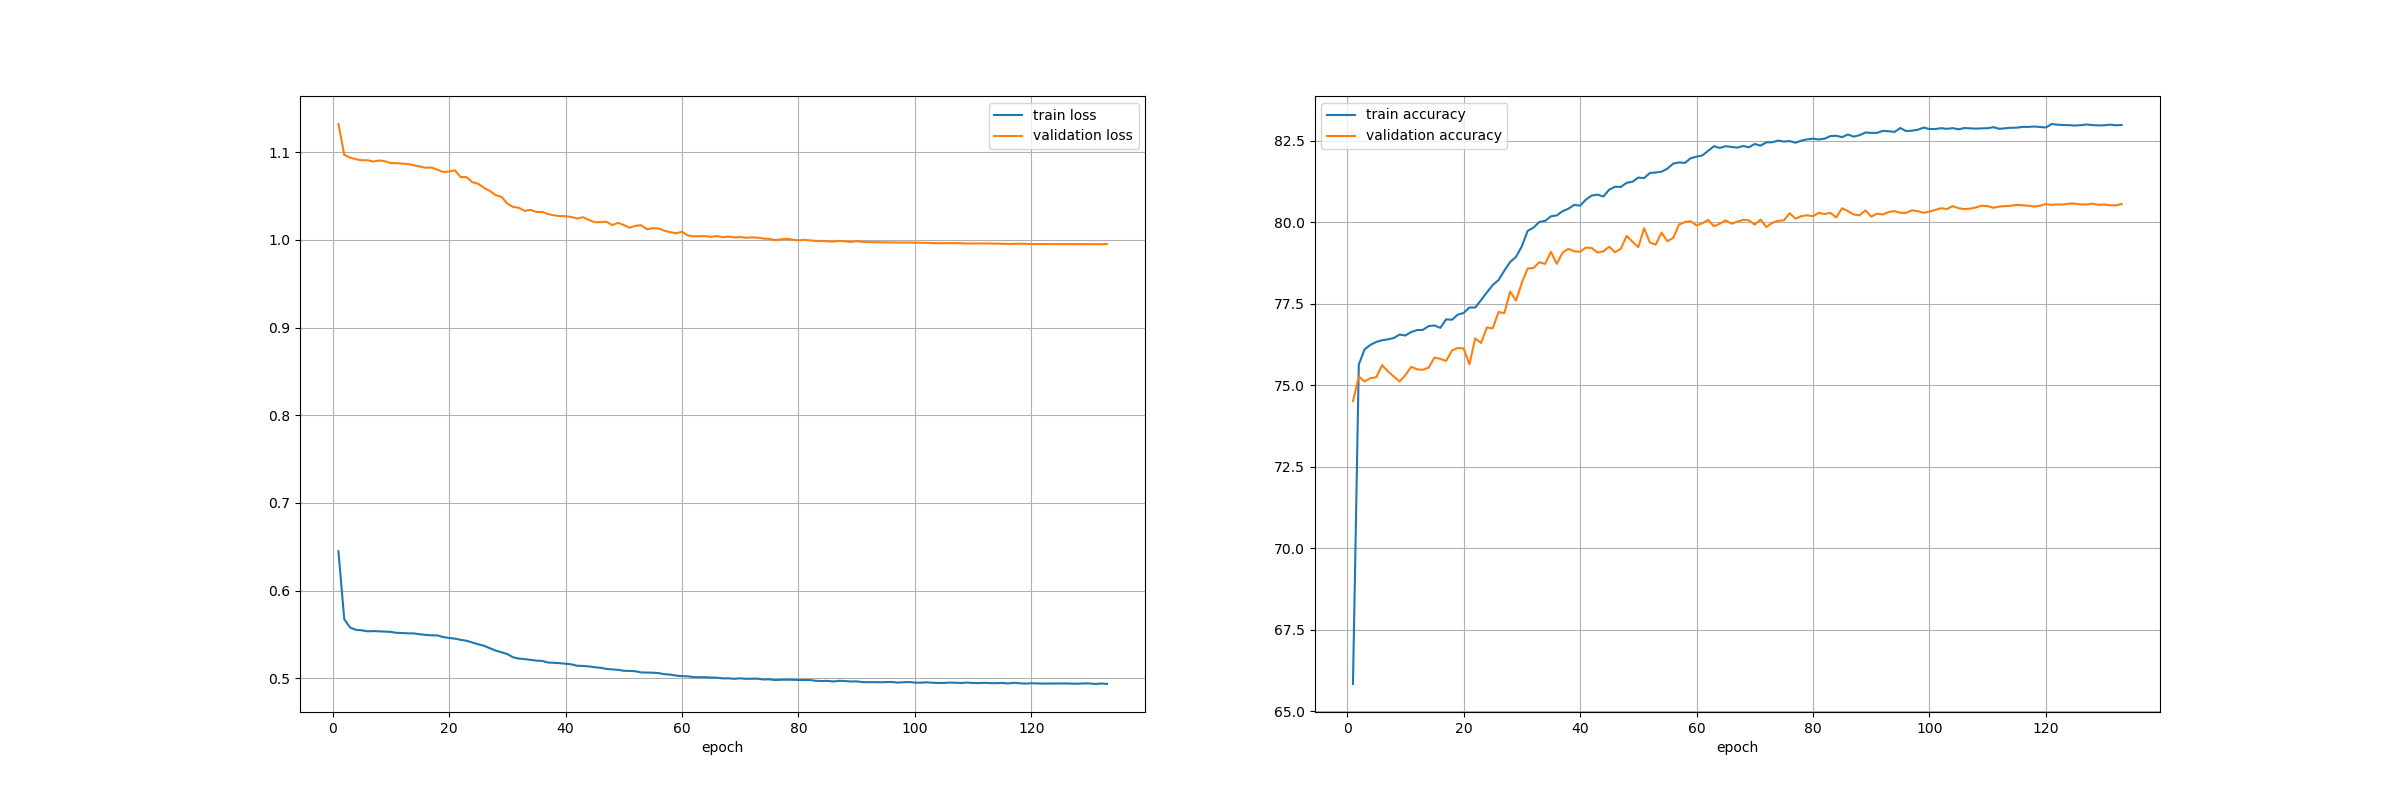 train loss
validation loss
1.1
1.0
0.9
0.8
0.7
0.6
0.5
0 20 40 60 80 100 120
epoch
train accuracy
validation accuracy
82.5
80.0
77.5
75.0
72.5
70.0
67.5
65.0
0 20 40 60 80 100 120
epoch